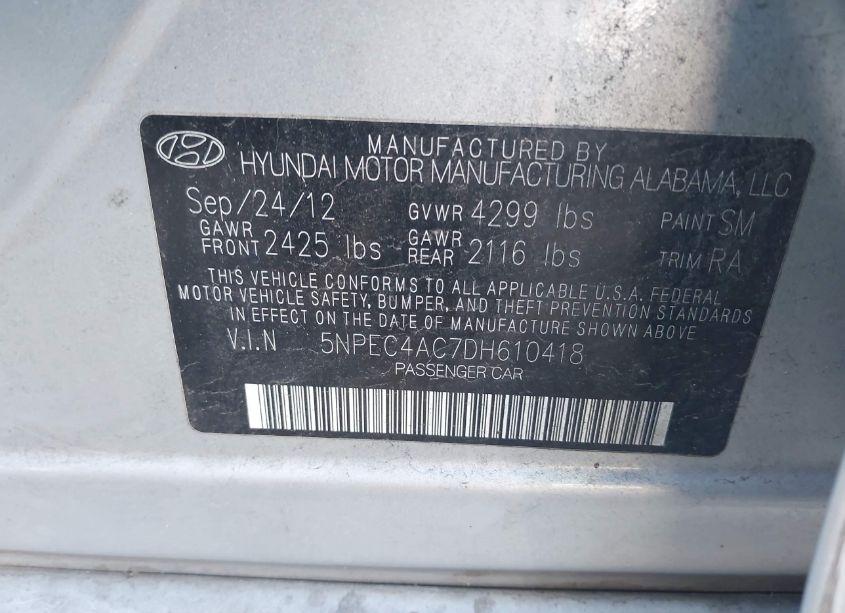 MANUFACTURED BY
HYUNDAI MOTOR MANUFACTURING ALABAMA, LLC
Sep/24/12 GVWR 4299 lbs PAINT SM
GAWR FRONT 2425 lbs GAWR REAR 2116 lbs TRIM RA
THIS VEHICLE CONFORMS TO ALL APPLICABLE U.S.A. FEDERAL
MOTOR VEHICLE SAFETY, BUMPER, AND THEFT PREVENTION STANDARDS
IN EFFECT ON THE DATE OF MANUFACTURE SHOWN ABOVE
V.I.N 5NPEC4AC7DH610418
PASSENGER CAR